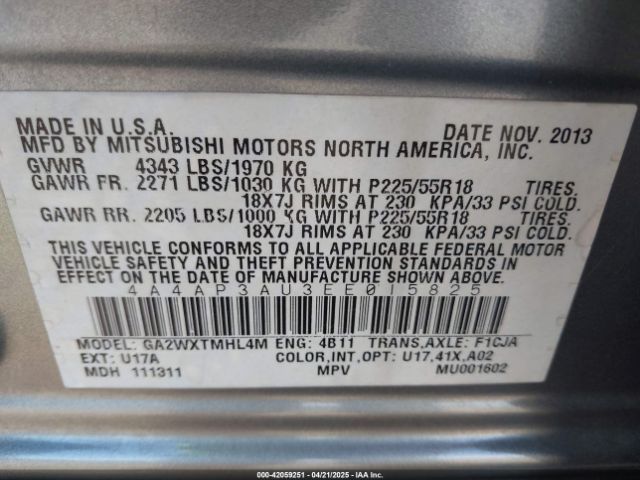 MADE IN U.S.A. DATE NOV. 2013
MFD BY MITSUBISHI MOTORS NORTH AMERICA, INC.
GVWR 4343 LBS/1970 KG
GAWR FR. 2271 LBS/1030 KG WITH P225/55R18 TIRES.
18X7J RIMS AT 230 KPA/33 PSI COLD.
GAWR RR. 2205 LBS/1000 KG WITH P225/55R18 TIRES.
18X7J RIMS AT 230 KPA/33 PSI COLD.
THIS VEHICLE CONFORMS TO ALL APPLICABLE FEDERAL MOTOR
VEHICLE SAFETY AND THEFT PREVENTION STANDARDS IN
EFFECT ON THE DATE OF MANUFACTURE SHOWN ABOVE.
4A4AP3AU3EE015825
MODEL: GA2WXTMHL4M ENG: 4B11 TRANS,AXLE: F1CJA
EXT: U17A COLOR,INT,OPT: U17,41X,A02
MDH 111311 MPV MU001602
000-42059251 - 04/21/2025 - IAAI, Inc.